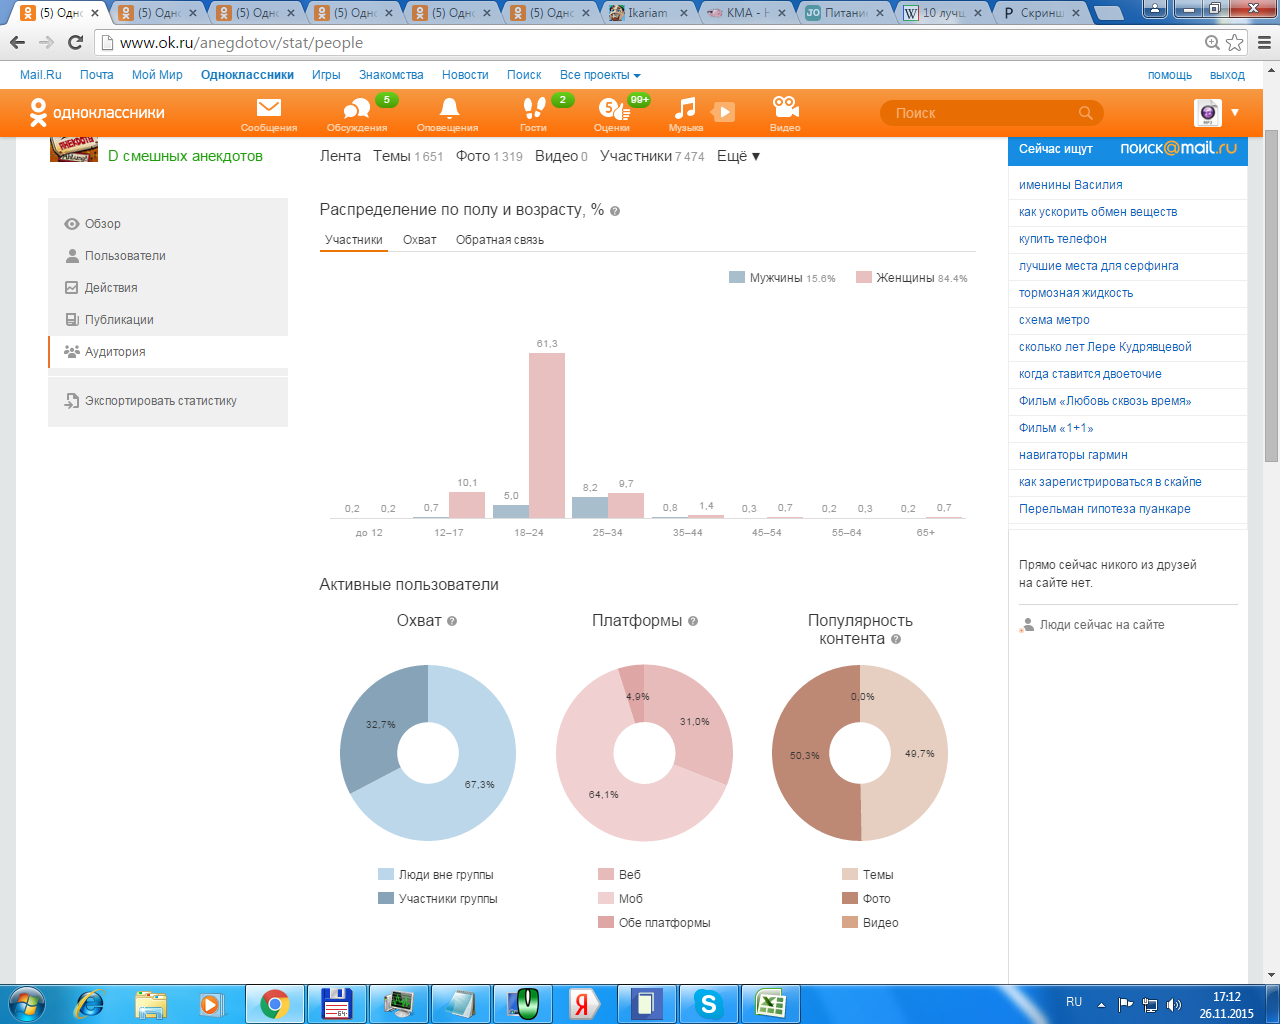 (5) Одн
(5) Одно
(5) Одно
(5) Одно
(5) Одно
(5) Одно
Ikariam
КМА - Н
Питание
10 лучш
Скринш
www.ok.ru/anegdotov/stat/people
Mail.Ru Почта Мой Мир Одноклассники Игры Знакомства Новости Поиск Все проекты помощь выход
одноклассники
5 2 99+ 5
Сообщения Обсуждения Оповещения Гости Оценки Музыка Видео
Поиск
D смешных анекдотов
Лента Темы 1 651 Фото 1 319 Видео 0 Участники 7 474 Ещё ▼
Обзор
Пользователи
Действия
Публикации
Аудитория
Экспортировать статистику
Распределение по полу и возрасту, % ?
Участники Охват Обратная связь
Мужчины 15.6% Женщины 84.4%
0,2 0,2 0,7 10,1 5,0 61,3 8,2 9,7 0,8 1,4 0,3 0,7 0,2 0,3 0,2 0,7
до 12 12–17 18–24 25–34 35–44 45–54 55–64 65+
Активные пользователи
Охват ?
32,7%
67,3%
Люди вне группы
Участники группы
Платформы ?
4,9%
31,0%
64,1%
Веб
Моб
Обе платформы
Популярность
контента ?
0,0%
50,3% 49,7%
Темы
Фото
Видео
Сейчас ищут поиск@mail.ru
именины Василия
как ускорить обмен веществ
купить телефон
лучшие места для серфинга
тормозная жидкость
схема метро
сколько лет Лере Кудрявцевой
когда ставится двоеточие
Фильм «Любовь сквозь время»
Фильм «1+1»
навигаторы гармин
как зарегистрироваться в скайпе
Перельман гипотеза пуанкаре
Прямо сейчас никого из друзей
на сайте нет.
Люди сейчас на сайте
64
RU
17:12
26.11.2015